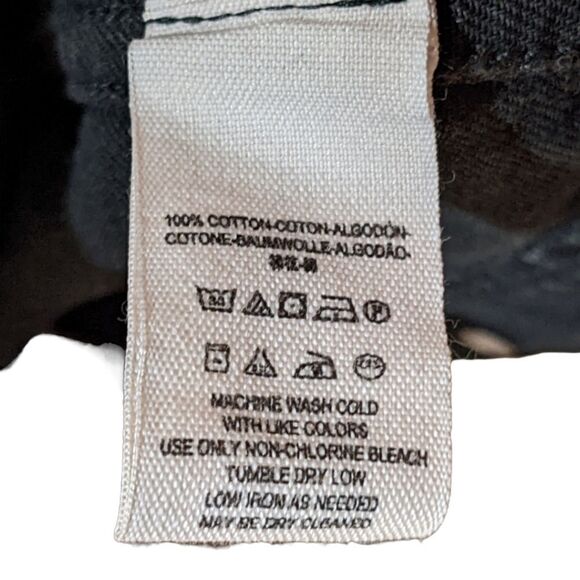 100% COTTON-COTON-ALGODÓN-
COTONE-BAUMWOLLE-ALGODÃO-
MACHINE WASH COLD
WITH LIKE COLORS
USE ONLY NON-CHLORINE BLEACH
TUMBLE DRY LOW
LOW IRON AS NEEDED
MAY BE DRY CLEANED